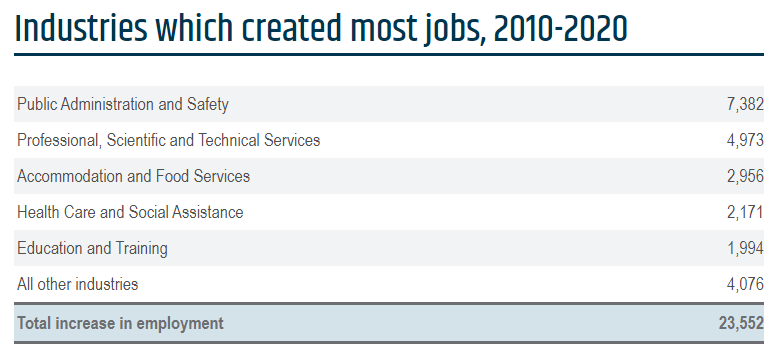 Industries which created most jobs, 2010-2020
Public Administration and Safety 7,382
Professional, Scientific and Technical Services 4,973
Accommodation and Food Services 2,956
Health Care and Social Assistance 2,171
Education and Training 1,994
All other industries 4,076
Total increase in employment 23,552